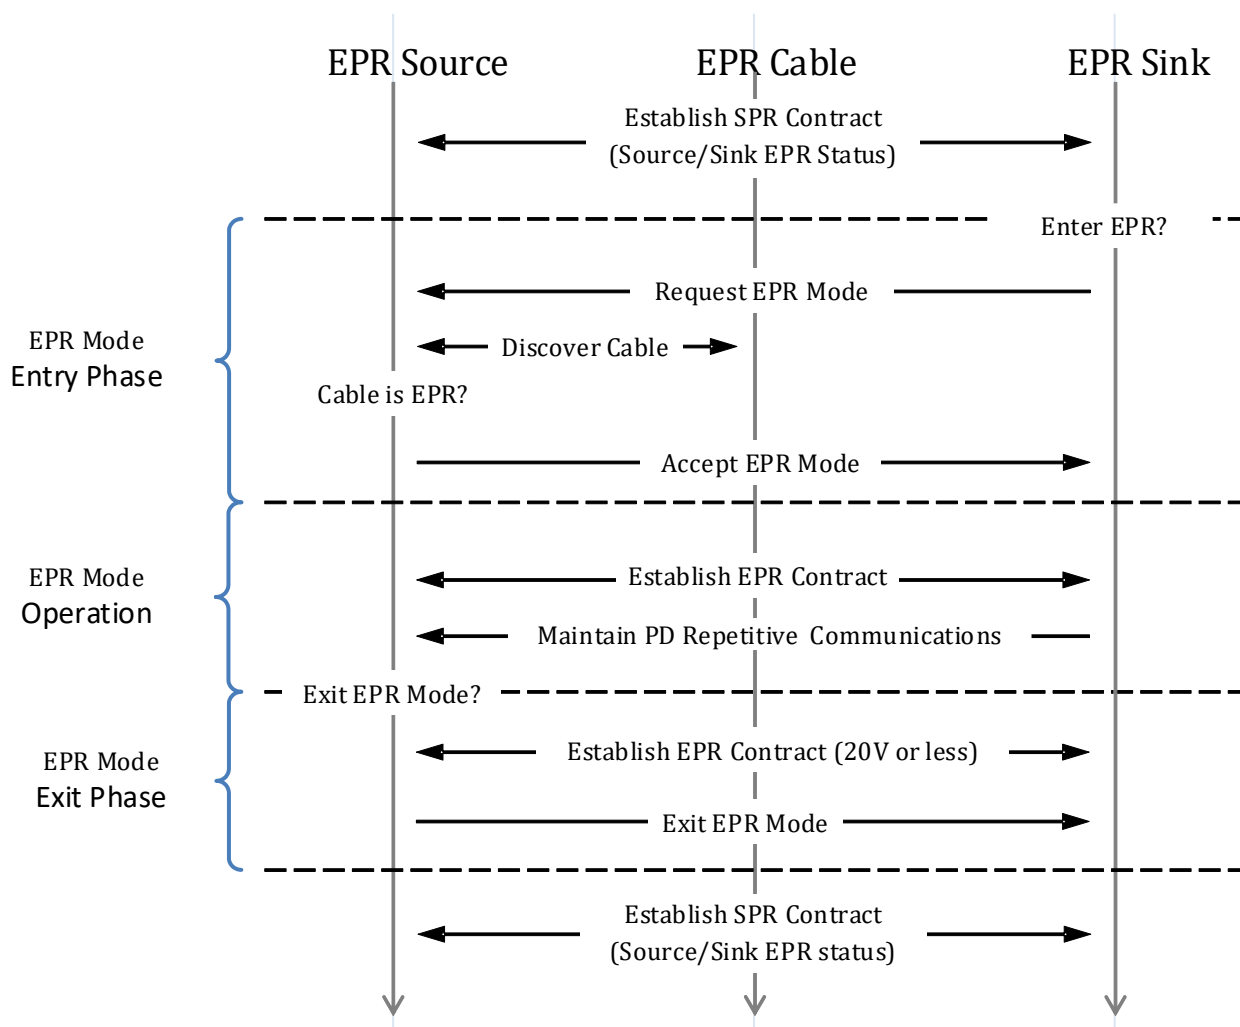 EPR Source
EPR Cable
EPR Sink
Establish SPR Contract
(Source/Sink EPR Status)
Enter EPR?
Request EPR Mode
EPR Mode
Entry Phase
Discover Cable
Cable is EPR?
Accept EPR Mode
EPR Mode
Operation
Establish EPR Contract
Maintain PD Repetitive Communications
Exit EPR Mode?
EPR Mode
Exit Phase
Establish EPR Contract (20V or less)
Exit EPR Mode
Establish SPR Contract
(Source/Sink EPR status)